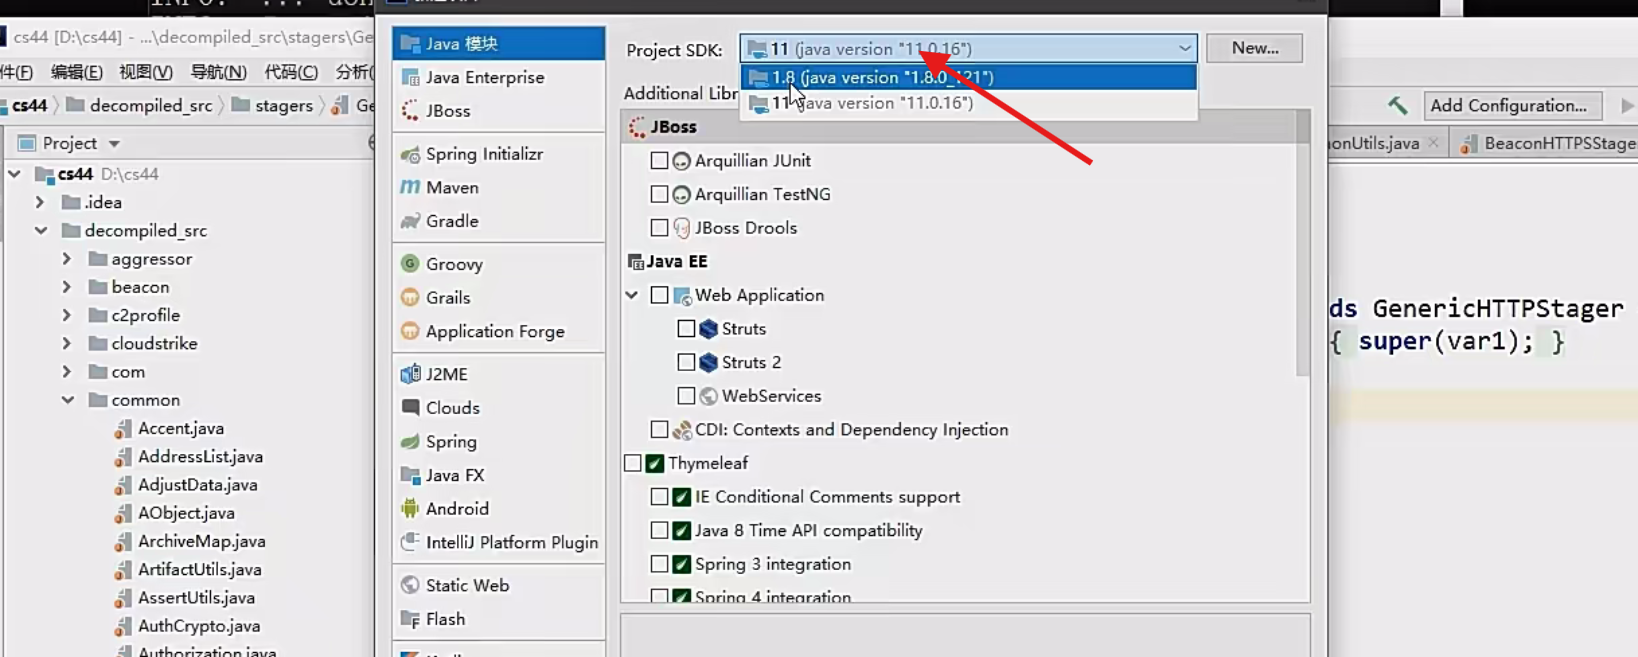 cs44 [D:\cs44] - ...\decompiled_src\stagers\Ge
件(F) 编辑(E) 视图(V) 导航(N) 代码(C) 分析(
cs44 decompiled_src stagers Ge
Project
cs44 D:\cs44
.idea
decompiled_src
aggressor
beacon
c2profile
cloudstrike
com
common
Accent.java
AddressList.java
AdjustData.java
AObject.java
ArchiveMap.java
ArtifactUtils.java
AssertUtils.java
AuthCrypto.java
Authorization.java
Java 模块
Java Enterprise
JBoss
Spring Initializr
Maven
Gradle
Groovy
Grails
Application Forge
J2ME
Clouds
Spring
Java FX
Android
IntelliJ Platform Plugin
Static Web
Flash
Project SDK: 11 (java version "11.0.16") New...
1.8 (java version "1.8.0_121")
11 (java version "11.0.16")
Additional Libr
JBoss
Arquillian JUnit
Arquillian TestNG
JBoss Drools
Java EE
Web Application
Struts
Struts 2
WebServices
CDI: Contexts and Dependency Injection
Thymeleaf
IE Conditional Comments support
Java 8 Time API compatibility
Spring 3 integration
Spring 4 integration
Add Configuration...
onUtils.java BeaconHTTPSStage
ds GenericHTTPStager
{ super(var1); }